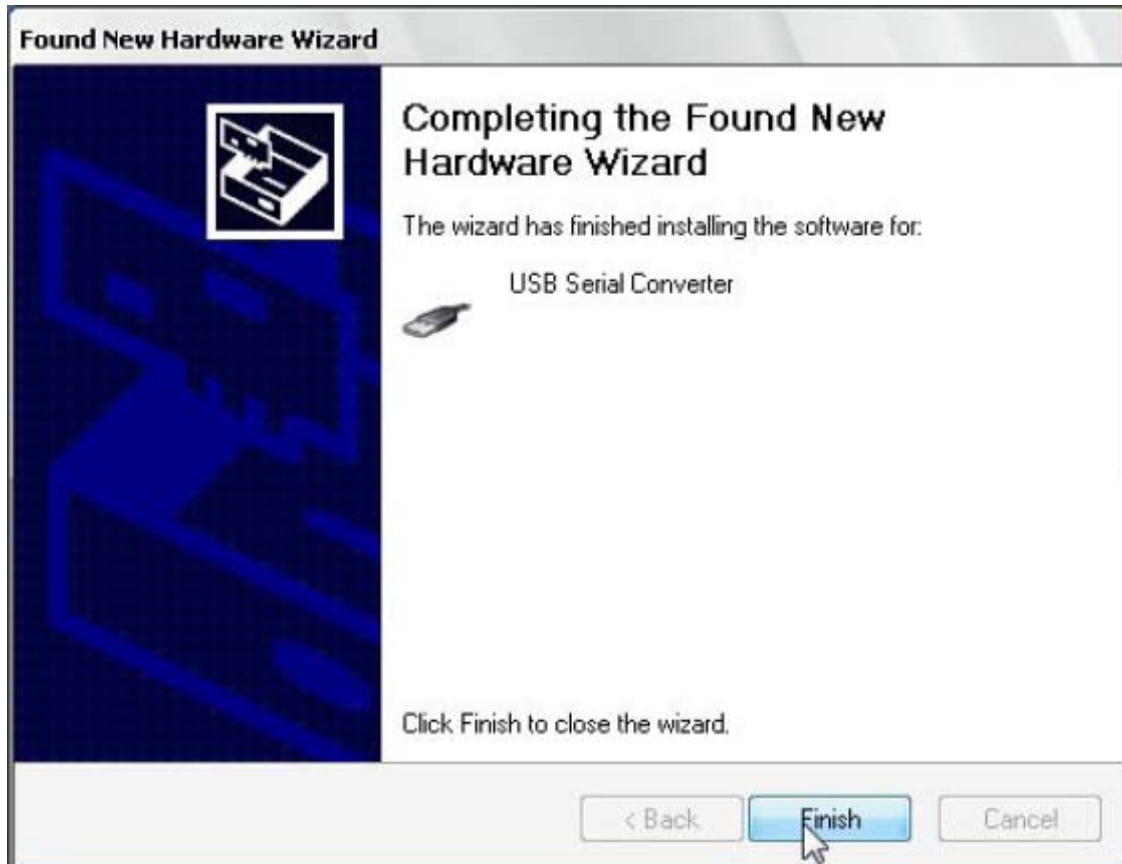 Found New Hardware Wizard
Completing the Found New
Hardware Wizard
The wizard has finished installing the software for:
USB Serial Converter
Click Finish to close the wizard.
< Back
Finish
Cancel